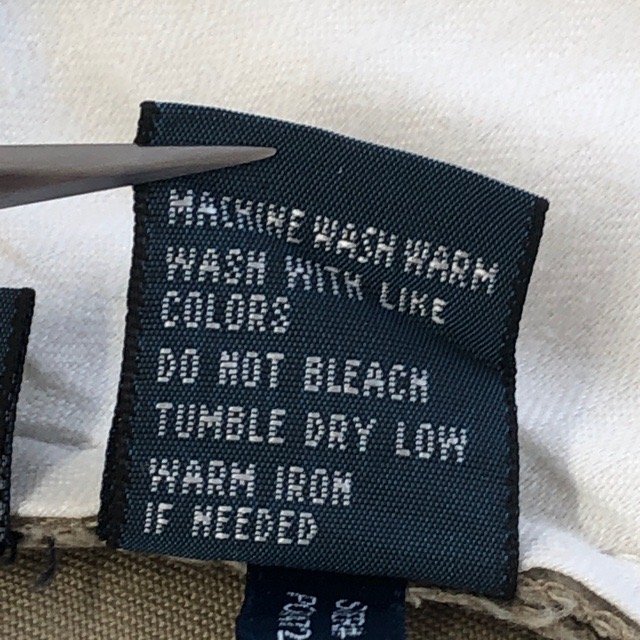 MACHINE WASH WARM
WASH WITH LIKE
COLORS
DO NOT BLEACH
TUMBLE DRY LOW
WARM IRON
IF NEEDED